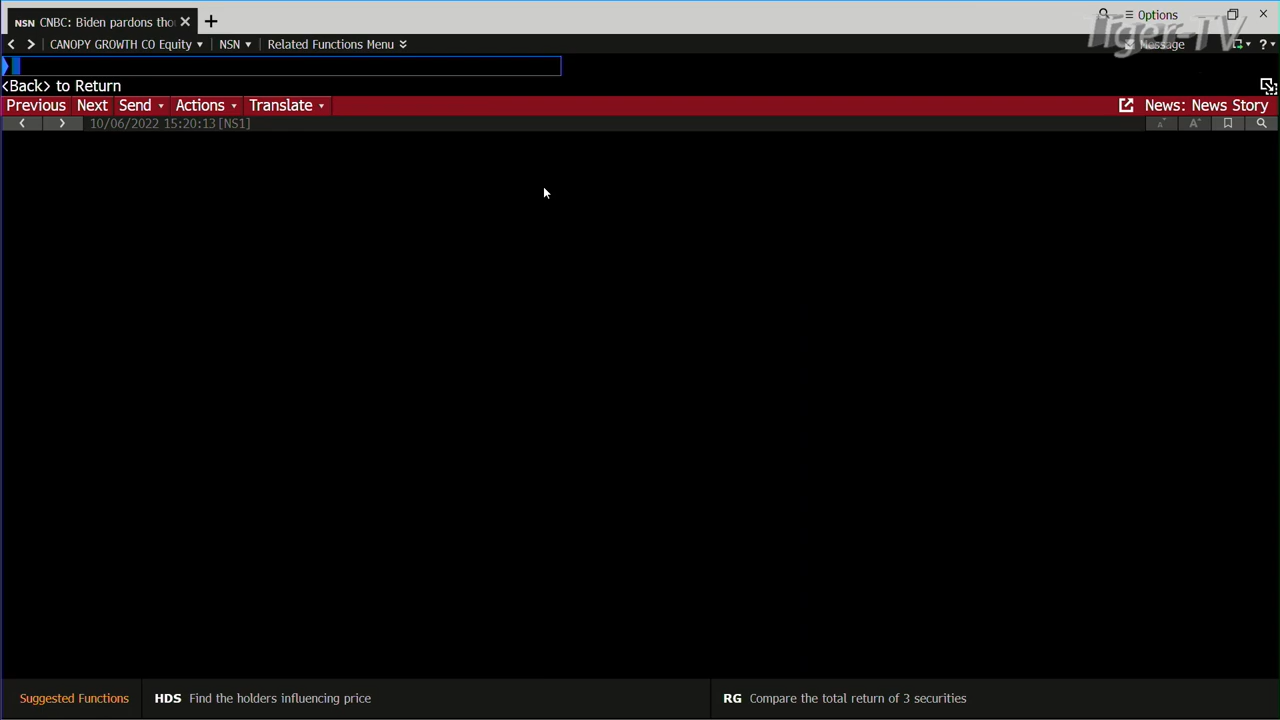 NSN CNBC: Biden pardons tho
Options
Tiger-TV
CANOPY GROWTH CO Equity NSN Related Functions Menu
Message
?
<Back> to Return
Previous Next Send Actions Translate
News: News Story
10/06/2022 15:20:13 [NS1]
A A
Suggested Functions HDS Find the holders influencing price RG Compare the total return of 3 securities